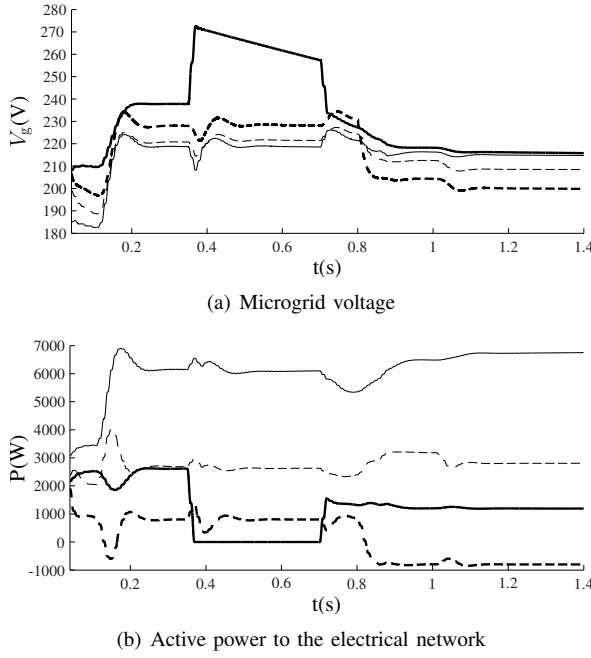 280
270
260
250
240
230
220
210
200
190
180
V_g(V)
0.2 0.4 0.6 0.8 1 1.2 1.4
t(s)
(a) Microgrid voltage
7000
6000
5000
4000
3000
2000
1000
0
-1000
P(W)
0.2 0.4 0.6 0.8 1 1.2 1.4
t(s)
(b) Active power to the electrical network